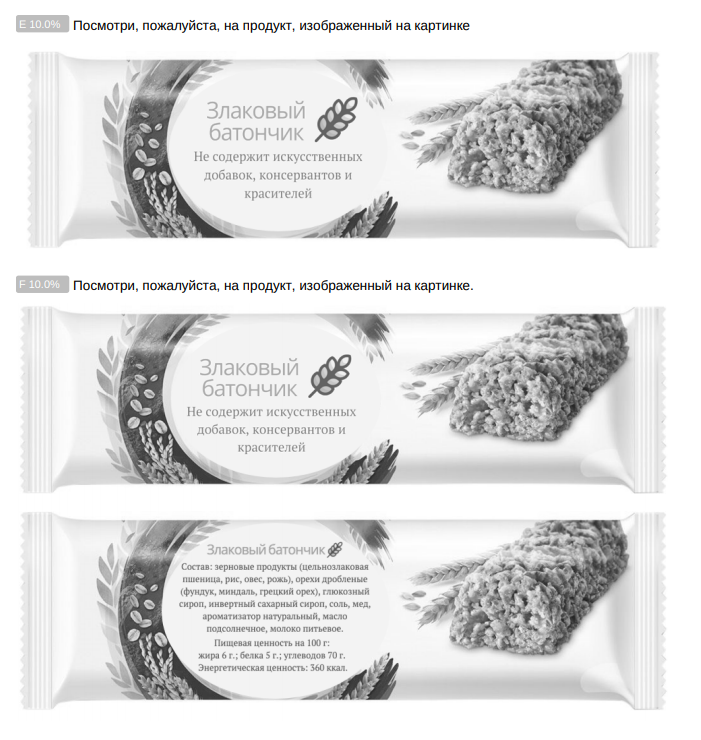 E 10.0% Посмотри, пожалуйста, на продукт, изображенный на картинке
Злаковый
батончик
Не содержит искусственных
добавок, консервантов и
красителей
F 10.0% Посмотри, пожалуйста, на продукт, изображенный на картинке.
Злаковый
батончик
Не содержит искусственных
добавок, консервантов и
красителей
Злаковый батончик
Состав: зерновые продукты (цельнозлаковая
пшеница, рис, овес, рожь), орехи дробленые
(фундук, миндаль, грецкий орех), глюкозный
сироп, инвертный сахарный сироп, соль, мед,
ароматизатор натуральный, масло
подсолнечное, молоко питьевое.
Пищевая ценность на 100 г:
жира 6 г.; белка 5 г.; углеводов 70 г.
Энергетическая ценность: 360 ккал.